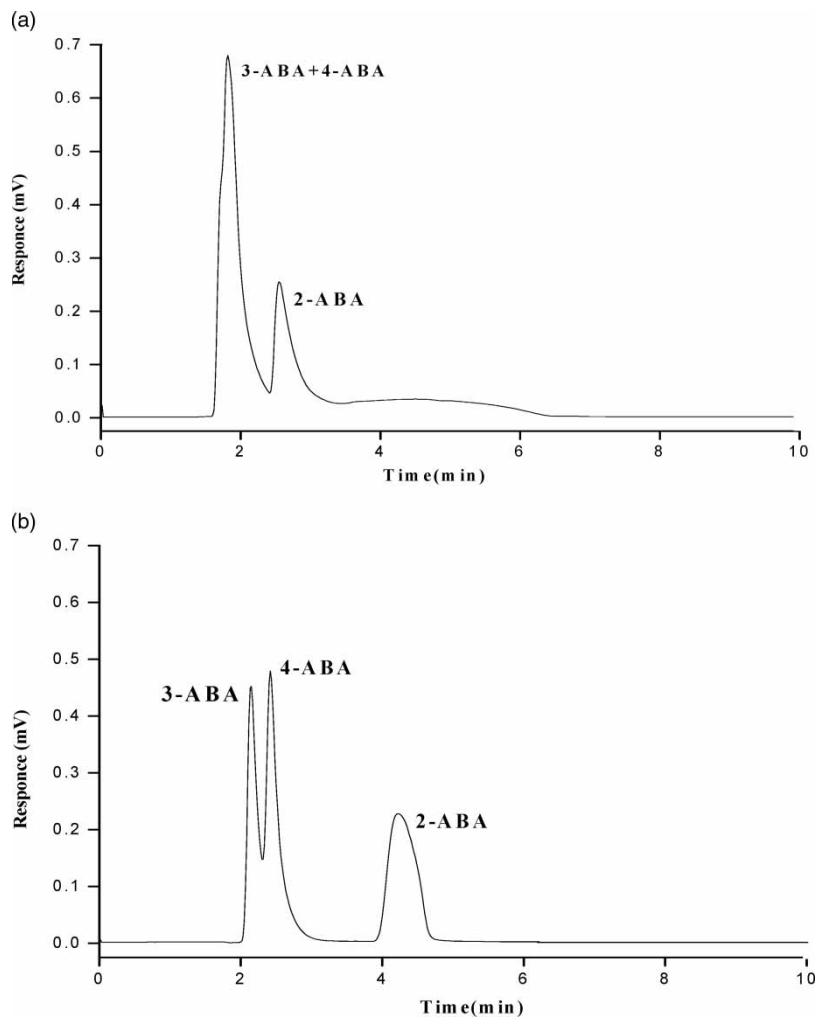 (a)
0.7
3-ABA+4-ABA
0.6
0.5
0.4
0.3
2-ABA
0.2
0.1
0.0
0 2 4 6 8 10
Time(min)
Responce (mV)
(b)
0.7
0.6
0.5
4-ABA
3-ABA
0.4
0.3
2-ABA
0.2
0.1
0.0
0 2 4 6 8 10
Time(min)
Responce (mV)